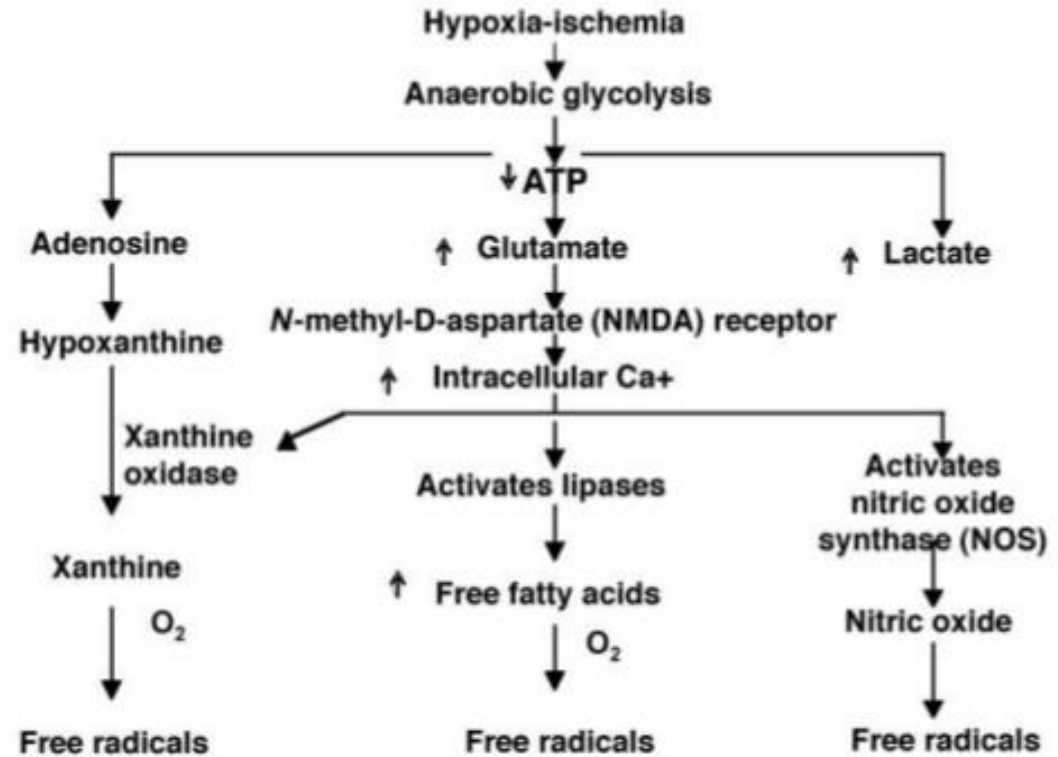 Hypoxia-ischemia
Anaerobic glycolysis
↓ATP
Adenosine
↑ Glutamate
↑ Lactate
N-methyl-D-aspartate (NMDA) receptor
Hypoxanthine
↑ Intracellular Ca+
Xanthine
oxidase
Activates lipases
Activates
nitric oxide
synthase (NOS)
Xanthine
↑ Free fatty acids
O₂
O₂
Nitric oxide
Free radicals
Free radicals
Free radicals